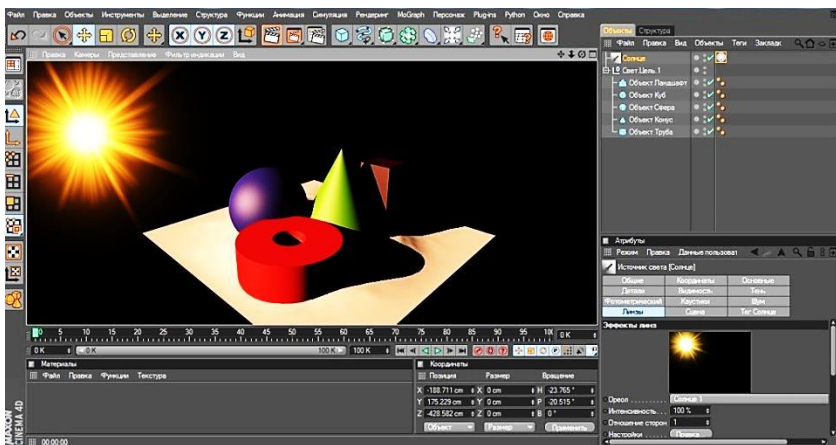 Файл Правка Объекты Инструменты Выделение Структура Функции Анимация Симуляция Рендеринг MoGraph Персонаж Plug-ins Python Окно Справка
Правка Камеры Представление Фильтр индикации Вид
Объекты Структура
Файл Правка Вид Объекты Теги Закладк
Солнце
Свет.Цель.1
Объект Ландшафт
Объект Куб
Объект Сфера
Объект Конус
Объект Труба
Атрибуты
Режим Правка Данные пользоват
Источник света [Солнце]
Общие Координаты Основные
Детали Видимость Тень
Фотометрический Каустики Шум
Линзы Сцена Тег Солнце
Эффекты линз
Ореол Солнце 1
Интенсивность 100 %
Отношение сторон 1
Настройки Правка
0 5 10 15 20 25 30 35 40 45 50 55 60 65 70 75 80 85 90 95 10 0 K
0 K 0 K 100 K 100 K
Материалы
Файл Правка Функции Текстура
Координаты
Позиция Размер Вращение
X -188.711 cm X 0 cm H -23.765 °
Y 175.229 cm Y 0 cm P -20.515 °
Z -428.582 cm Z 0 cm B 0 °
Объект Размер Применить
MAXON
CINEMA 4D
00:00:00